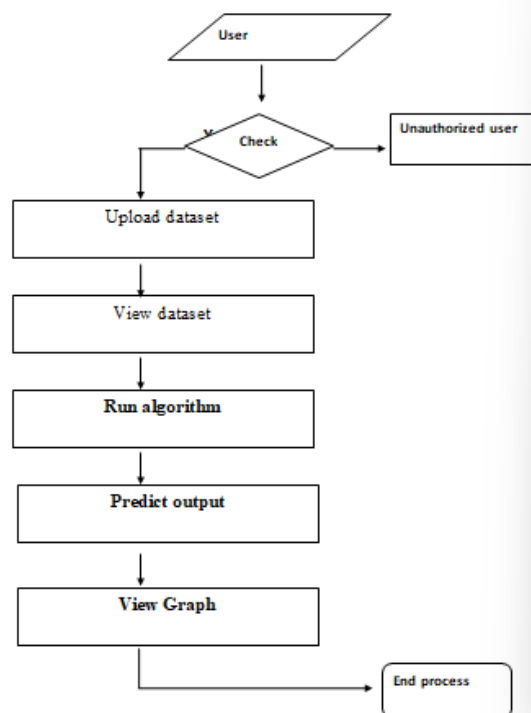 User
Unauthorized user
Check
Upload dataset
View dataset
Run algorithm
Predict output
View Graph
End process